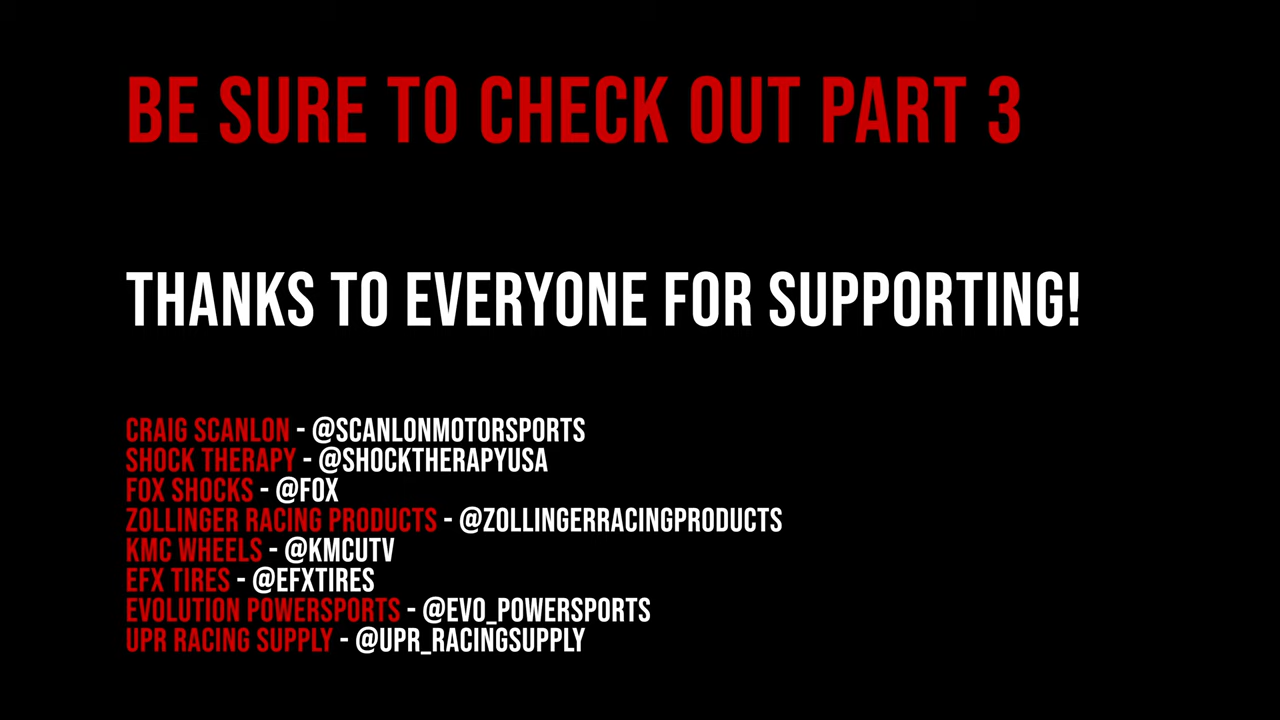 BE SURE TO CHECK OUT PART 3
THANKS TO EVERYONE FOR SUPPORTING!
CRAIG SCANLON - @SCANLONMOTORSPORTS
SHOCK THERAPY - @SHOCKTHERAPYUSA
FOX SHOCKS - @FOX
ZOLLINGER RACING PRODUCTS - @ZOLLINGERRACINGPRODUCTS
KMC WHEELS - @KMCUTV
EFX TIRES - @EFXTIRES
EVOLUTION POWERSPORTS - @EVO_POWERSPORTS
UPR RACING SUPPLY - @UPR_RACINGSUPPLY